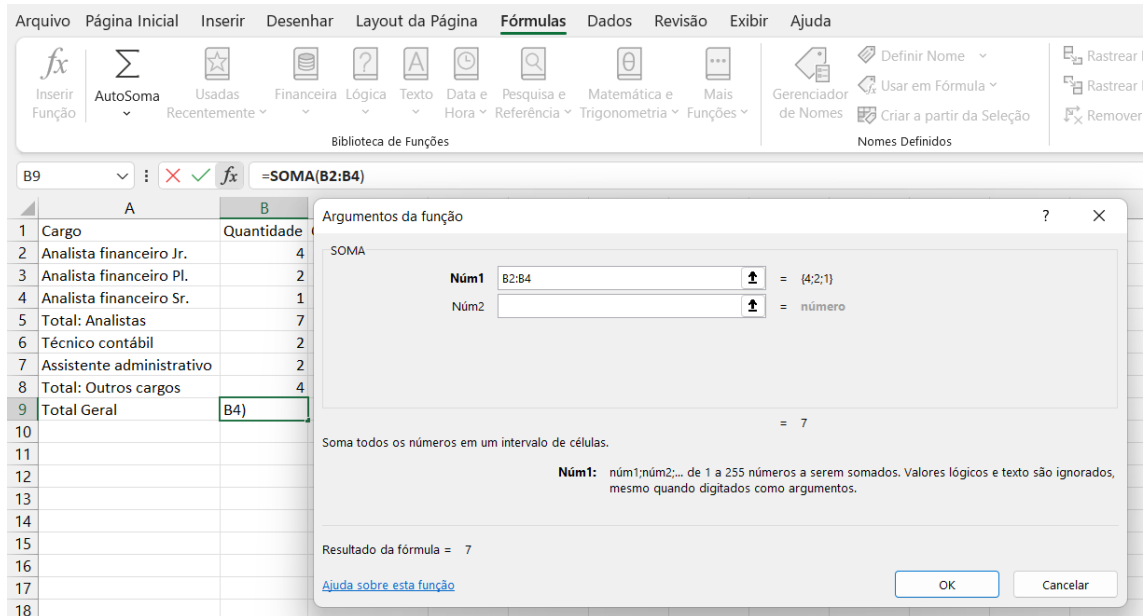 Arquivo Página Inicial Inserir Desenhar Layout da Página Fórmulas Dados Revisão Exibir Ajuda
fx
Inserir Função
AutoSoma
Usadas Recentemente
Financeira
Lógica
Texto
Data e Hora
Pesquisa e Referência
Matemática e Trigonometria
Mais Funções
Biblioteca de Funções
Gerenciador de Nomes
Definir Nome
Usar em Fórmula
Criar a partir da Seleção
Nomes Definidos
Rastrear
Rastrear
Remover
B9 fx =SOMA(B2:B4)
A B
1 Cargo Quantidade
2 Analista financeiro Jr. 4
3 Analista financeiro Pl. 2
4 Analista financeiro Sr. 1
5 Total: Analistas 7
6 Técnico contábil 2
7 Assistente administrativo 2
8 Total: Outros cargos 4
9 Total Geral B4)
10
11
12
13
14
15
16
17
18
Argumentos da função ? ×
SOMA
Núm1 B2:B4 = {4;2;1}
Núm2 = número
= 7
Soma todos os números em um intervalo de células.
Núm1: núm1;núm2;... de 1 a 255 números a serem somados. Valores lógicos e texto são ignorados,
mesmo quando digitados como argumentos.
Resultado da fórmula = 7
Ajuda sobre esta função
OK Cancelar